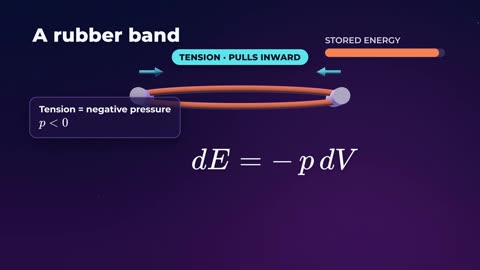 A rubber band
STORED ENERGY
TENSION · PULLS INWARD
Tension = negative pressure
p < 0
dE = − p dV